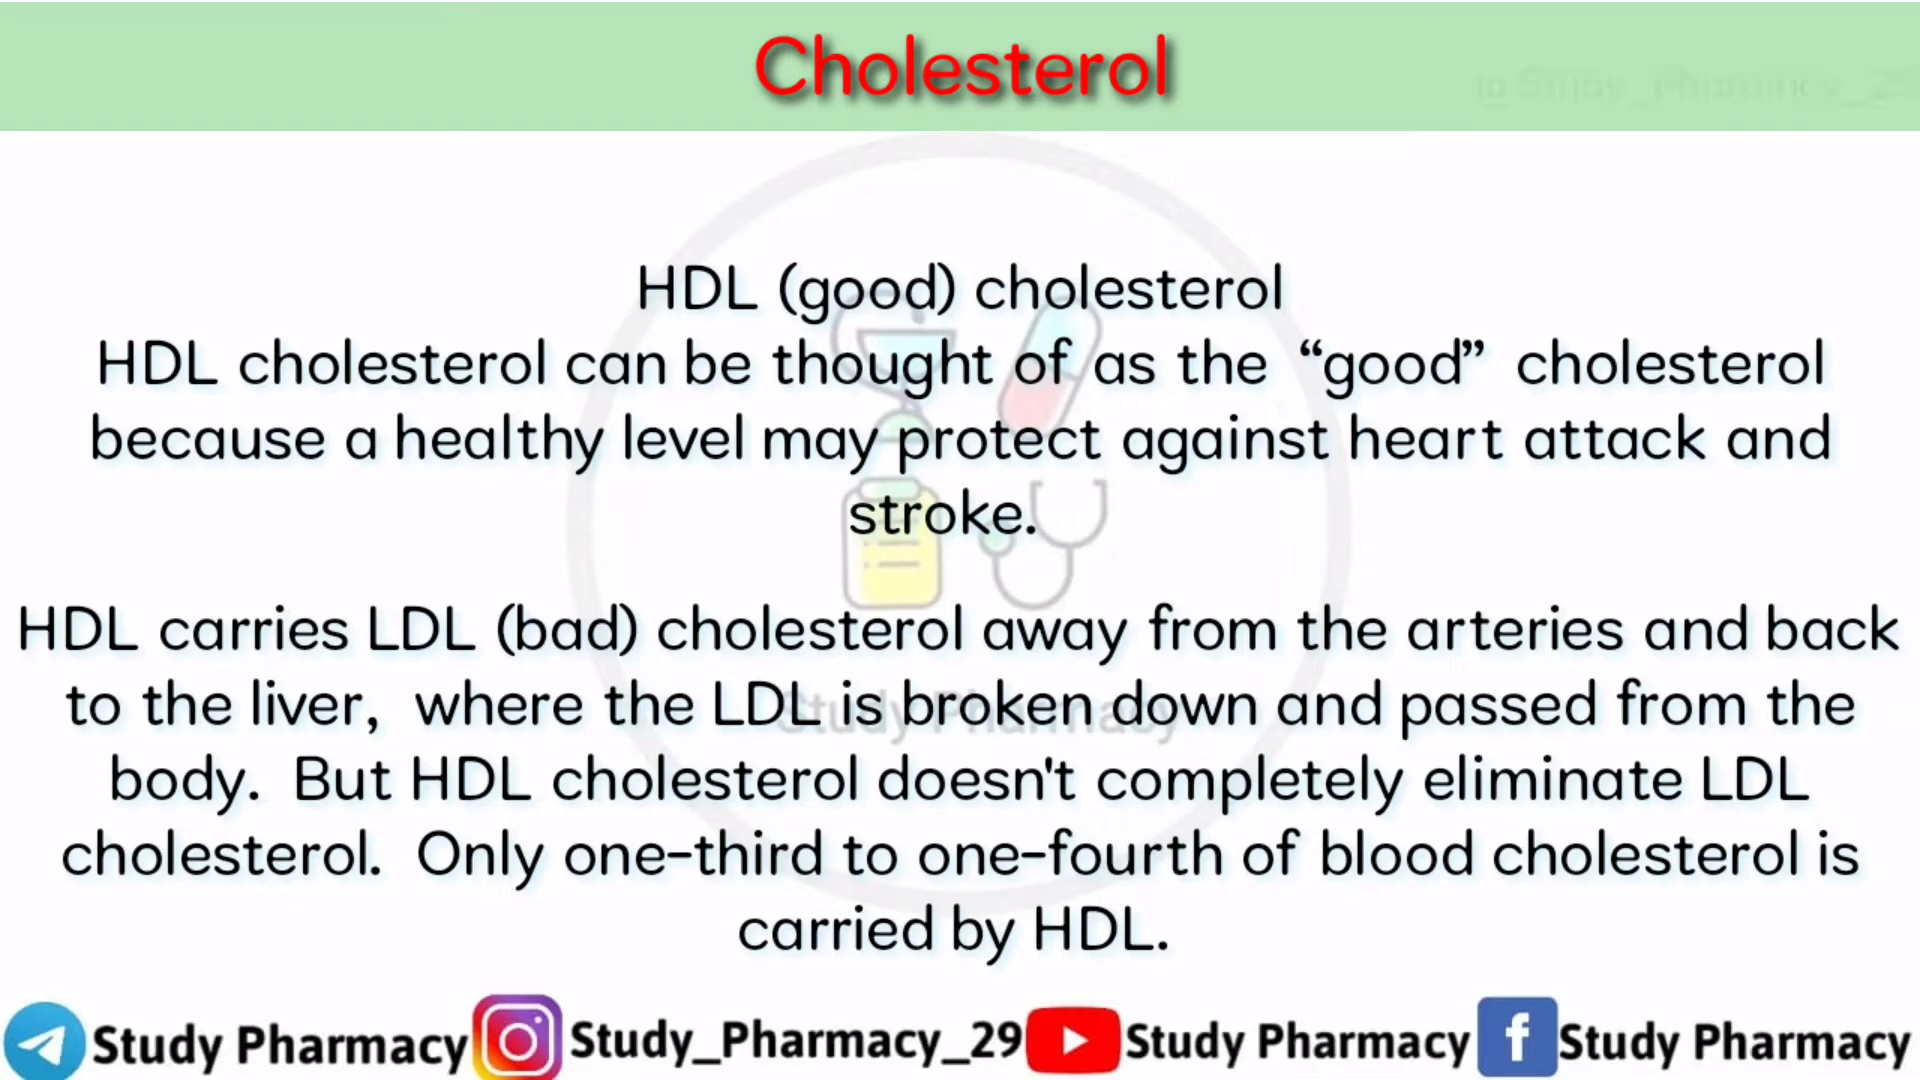 Cholesterol
HDL (good) cholesterol
HDL cholesterol can be thought of as the “good” cholesterol
because a healthy level may protect against heart attack and
stroke.
HDL carries LDL (bad) cholesterol away from the arteries and back
to the liver, where the LDL is broken down and passed from the
body. But HDL cholesterol doesn't completely eliminate LDL
cholesterol. Only one-third to one-fourth of blood cholesterol is
carried by HDL.
Study Pharmacy
Study Pharmacy Study_Pharmacy_29 Study Pharmacy Study Pharmacy